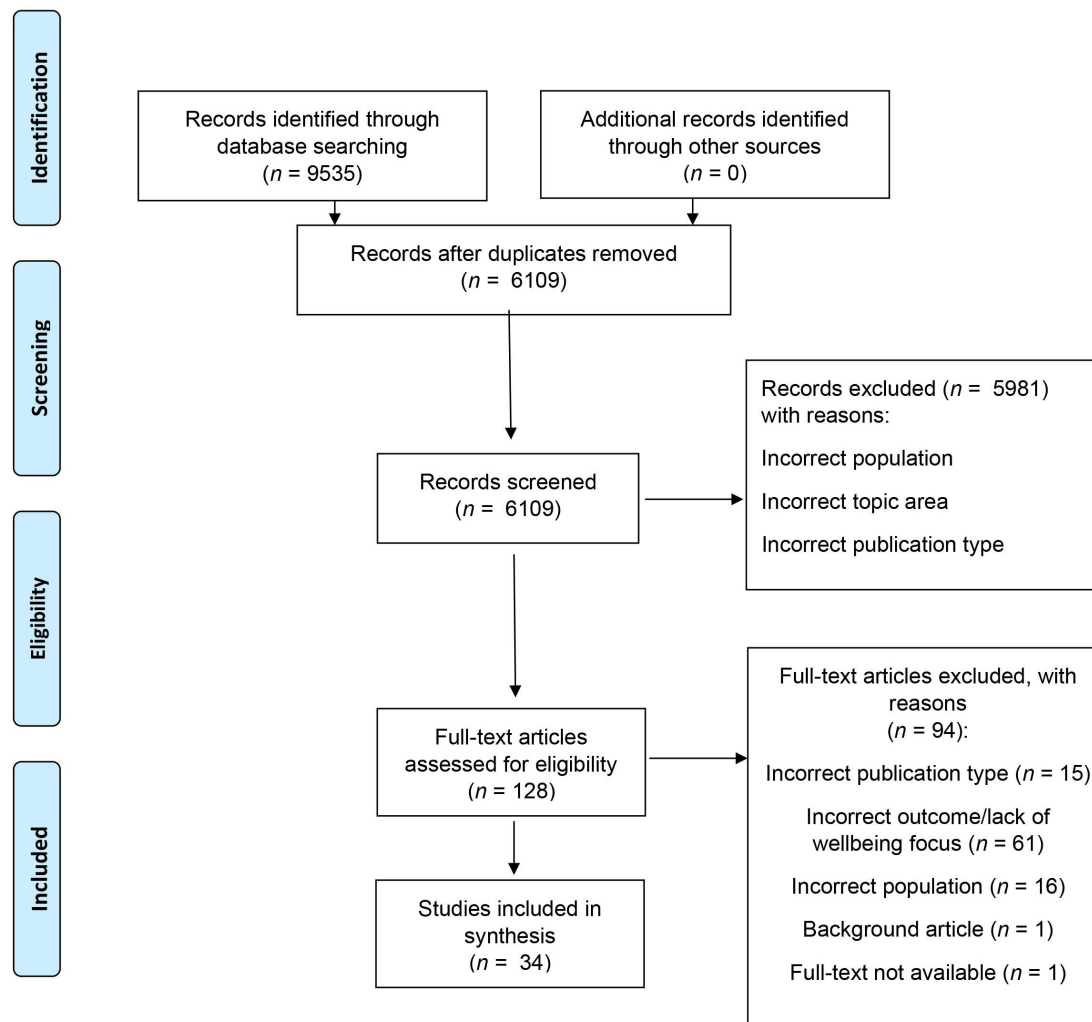 Identification
Records identified through
database searching
(n = 9535)
Additional records identified
through other sources
(n = 0)
Records after duplicates removed
(n = 6109)
Screening
Records screened
(n = 6109)
Records excluded (n = 5981)
with reasons:
Incorrect population
Incorrect topic area
Incorrect publication type
Eligibility
Full-text articles
assessed for eligibility
(n = 128)
Full-text articles excluded, with
reasons
(n = 94):
Incorrect publication type (n = 15)
Incorrect outcome/lack of
wellbeing focus (n = 61)
Incorrect population (n = 16)
Background article (n = 1)
Full-text not available (n = 1)
Included
Studies included in
synthesis
(n = 34)